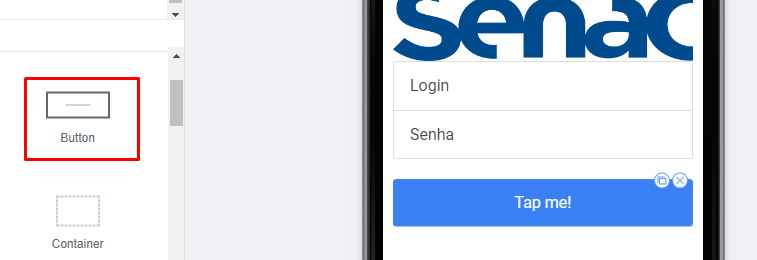 Button
Container
Senac
Login
Senha
Tap me!